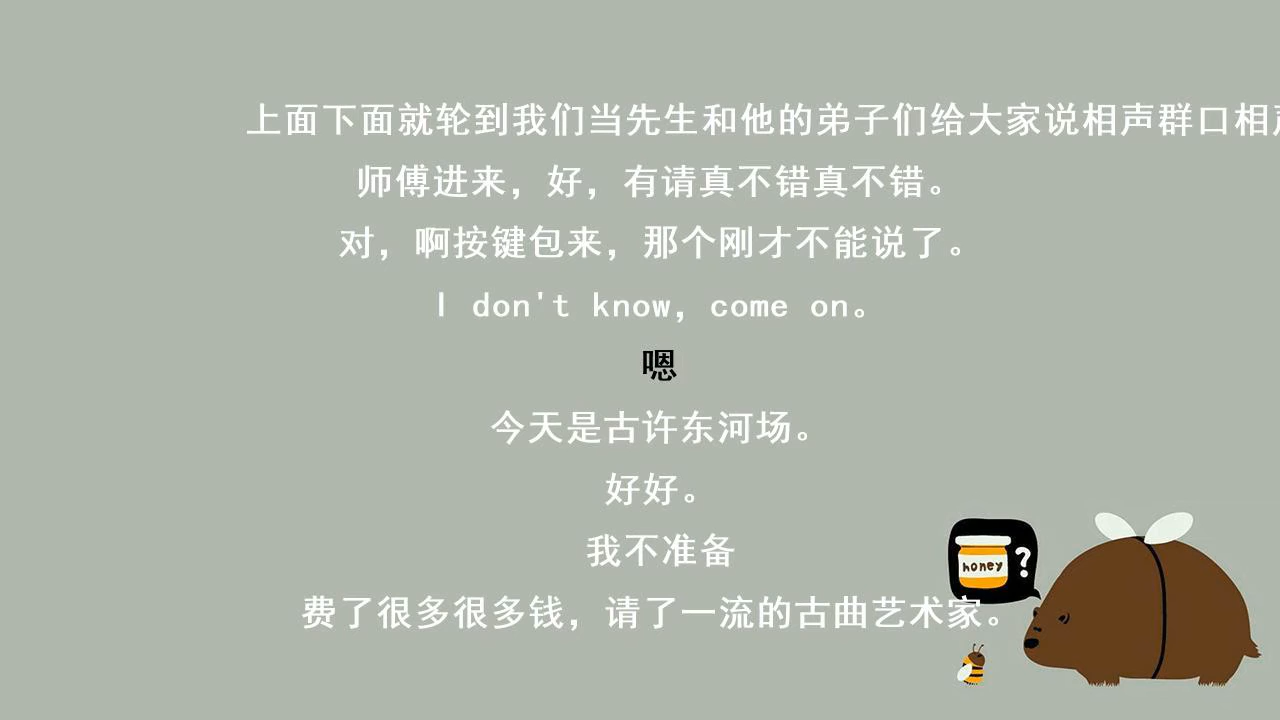 上面下面就轮到我们当先生和他的弟子们给大家说相声群口相
师傅进来，好，有请真不错真不错。
对，啊按键包来，那个刚才不能说了。
I don't know，come on。
嗯
今天是古许东河场。
好好。
我不准备
费了很多很多钱，请了一流的古曲艺术家。
honey
?